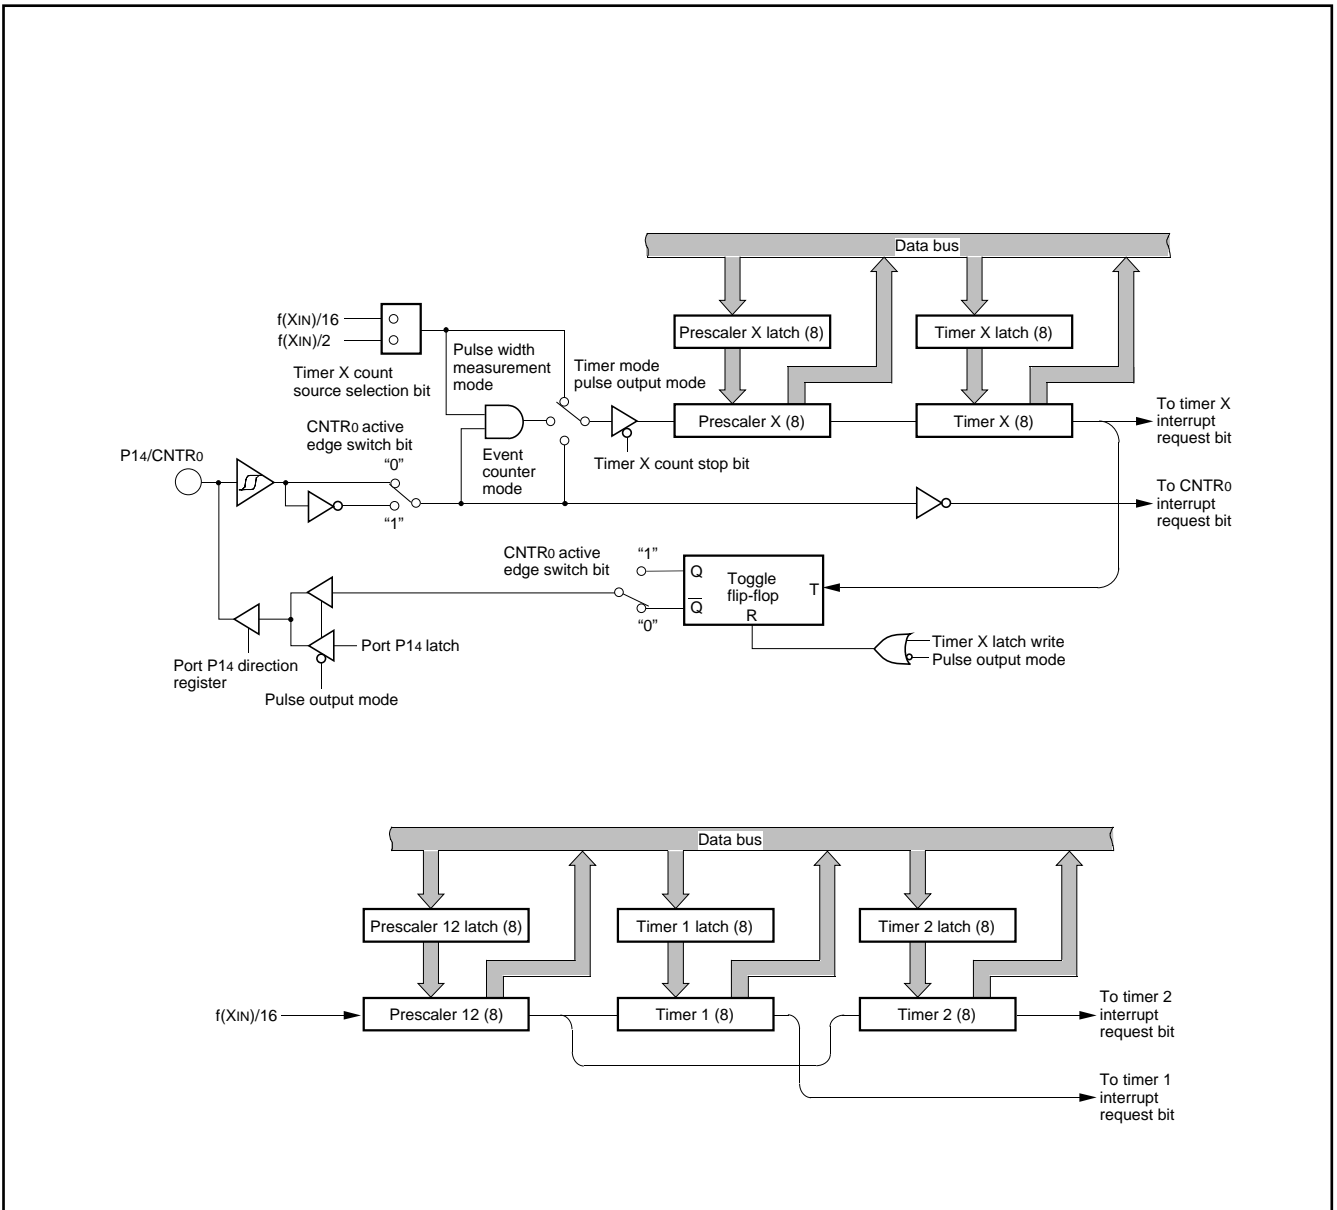 Data bus
Prescaler X latch (8)
Timer X latch (8)
f(XIN)/16
f(XIN)/2
Timer X count
source selection bit
Pulse width
measurement
mode
Timer mode
pulse output mode
Prescaler X (8)
Timer X (8)
To timer X
interrupt
request bit
CNTR0 active
edge switch bit
"0"
"1"
P14/CNTR0
Event
counter
mode
Timer X count stop bit
To CNTR0
interrupt
request bit
CNTR0 active
edge switch bit
"1"
"0"
Q
Q̅
Toggle
flip-flop
T
R
Timer X latch write
Pulse output mode
Port P14 latch
Port P14 direction
register
Pulse output mode
Data bus
Prescaler 12 latch (8)
Timer 1 latch (8)
Timer 2 latch (8)
f(XIN)/16
Prescaler 12 (8)
Timer 1 (8)
Timer 2 (8)
To timer 2
interrupt
request bit
To timer 1
interrupt
request bit